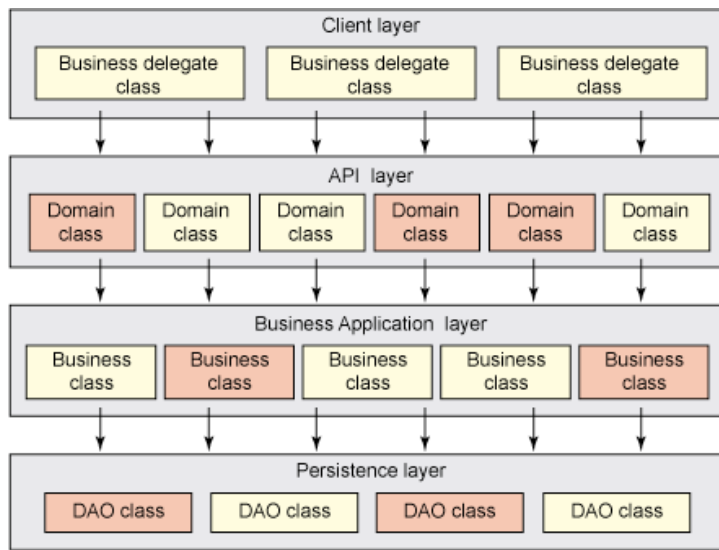 Client layer
Business delegate class
Business delegate class
Business delegate class
API layer
Domain class
Domain class
Domain class
Domain class
Domain class
Domain class
Business Application layer
Business class
Business class
Business class
Business class
Business class
Persistence layer
DAO class
DAO class
DAO class
DAO class